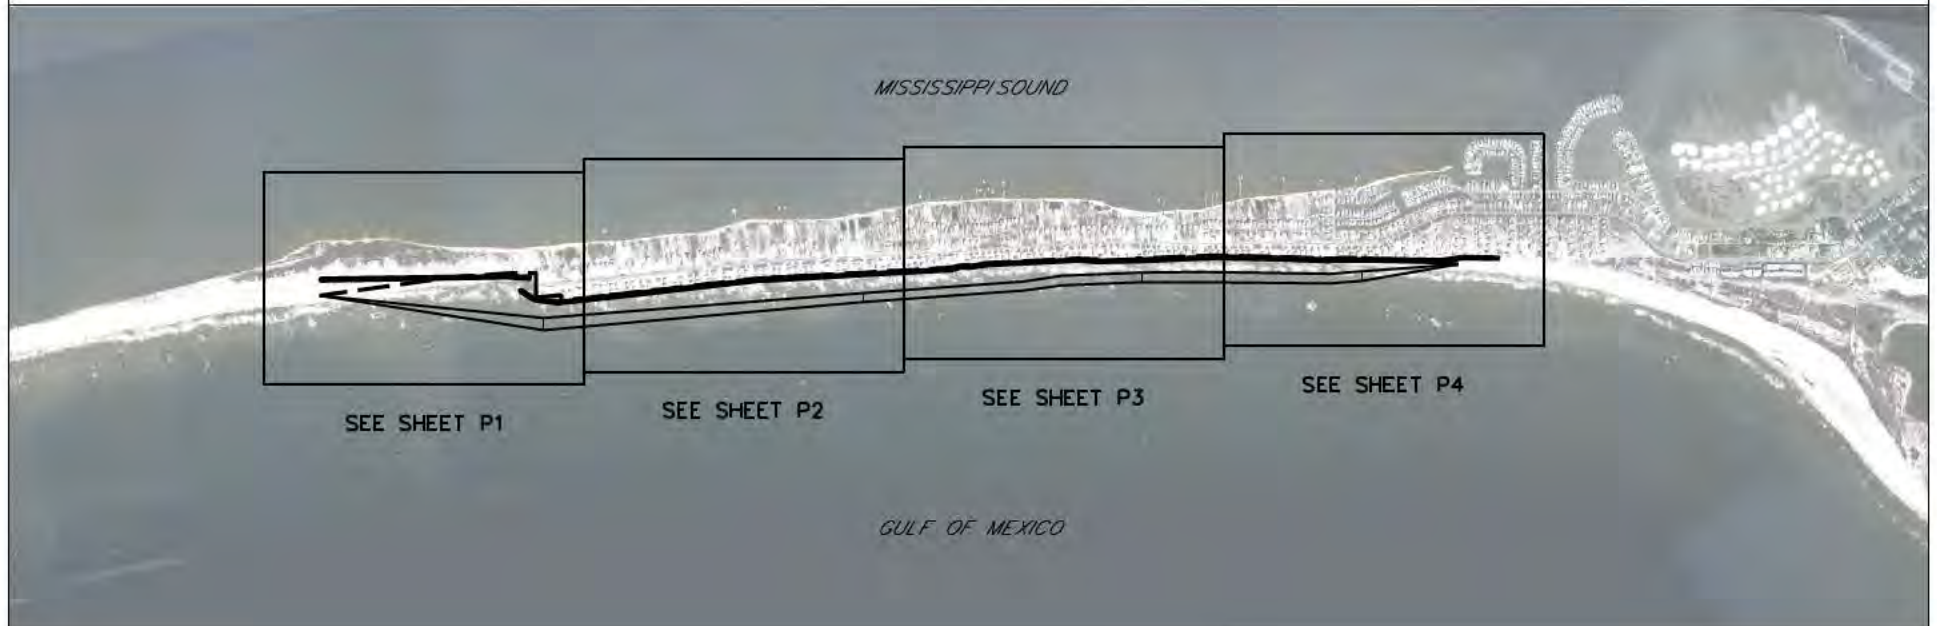 MISSISSIPPI SOUND
SEE SHEET P1
SEE SHEET P2
SEE SHEET P3
SEE SHEET P4
GULF OF MEXICO